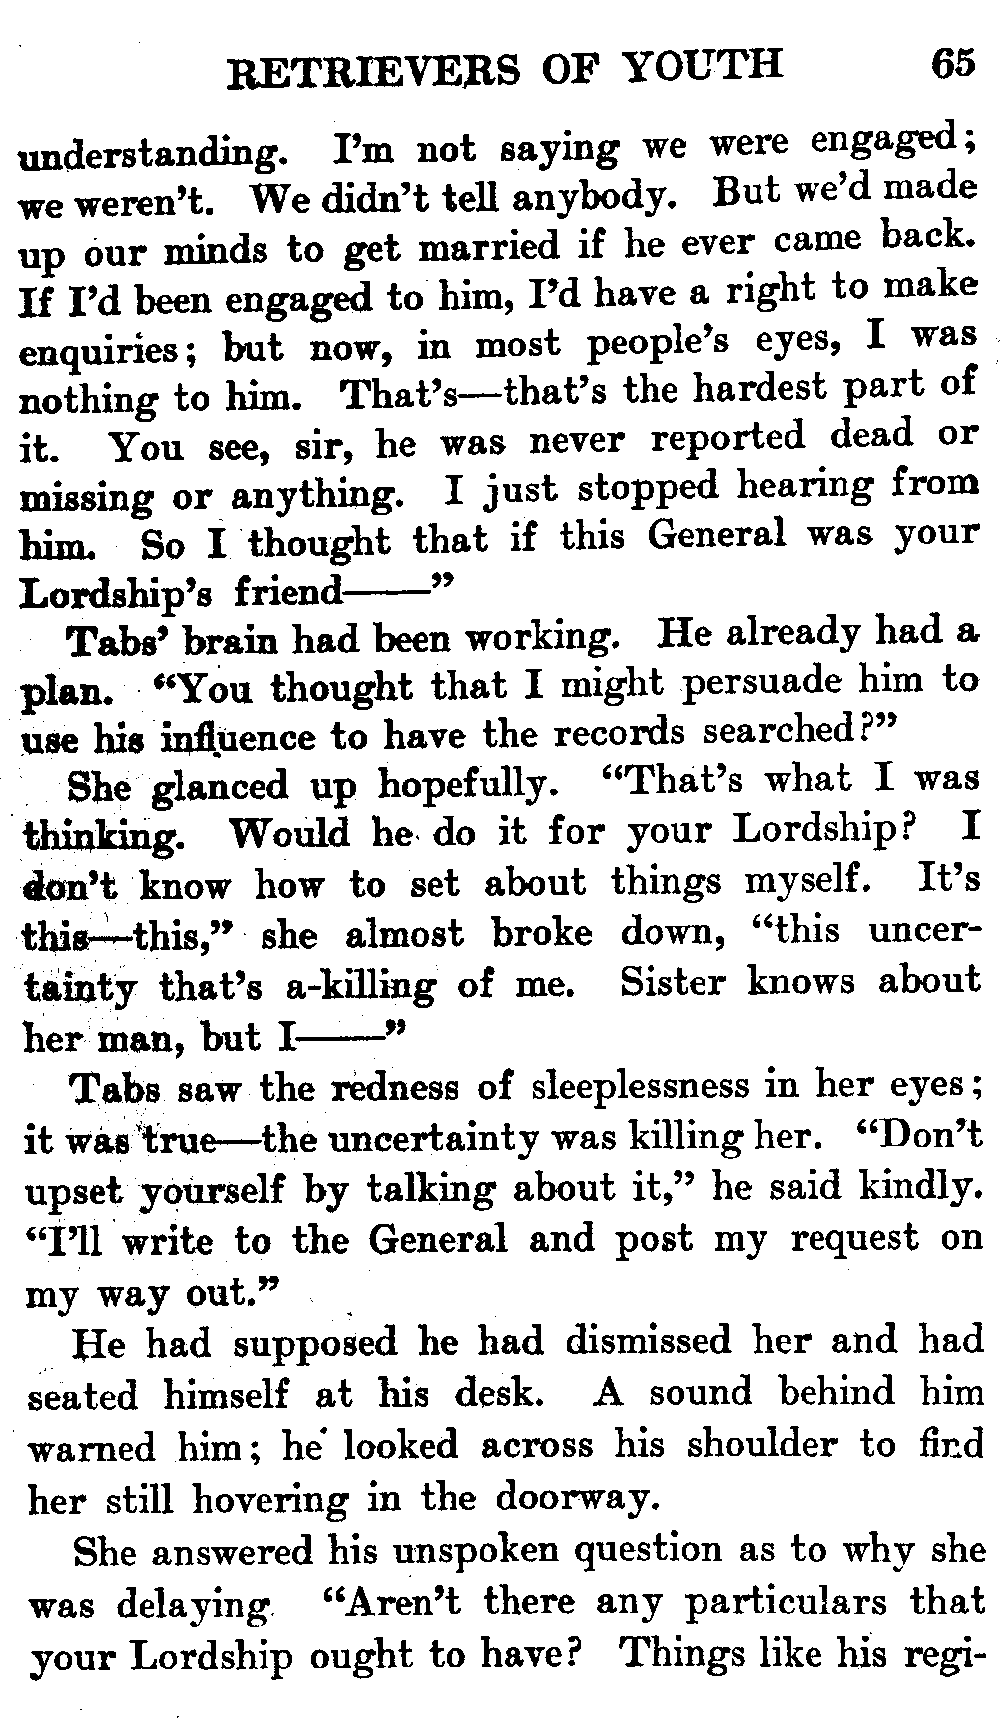 RETRIEVERS OF YOUTH 65
understanding. I'm not saying we were engaged;
we weren't. We didn't tell anybody. But we'd made
up our minds to get married if he ever came back.
If I'd been engaged to him, I'd have a right to make
enquiries; but now, in most people's eyes, I was
nothing to him. That's—that's the hardest part of
it. You see, sir, he was never reported dead or
missing or anything. I just stopped hearing from
him. So I thought that if this General was your
Lordship's friend——"
Tabs' brain had been working. He already had a
plan. "You thought that I might persuade him to
use his influence to have the records searched?"
She glanced up hopefully. "That's what I was
thinking. Would he do it for your Lordship? I
don't know how to set about things myself. It's
this—this," she almost broke down, "this uncer-
tainty that's a-killing of me. Sister knows about
her man, but I——"
Tabs saw the redness of sleeplessness in her eyes;
it was true—the uncertainty was killing her. "Don't
upset yourself by talking about it," he said kindly.
"I'll write to the General and post my request on
my way out."
He had supposed he had dismissed her and had
seated himself at his desk. A sound behind him
warned him; he looked across his shoulder to find
her still hovering in the doorway.
She answered his unspoken question as to why she
was delaying. "Aren't there any particulars that
your Lordship ought to have? Things like his regi-